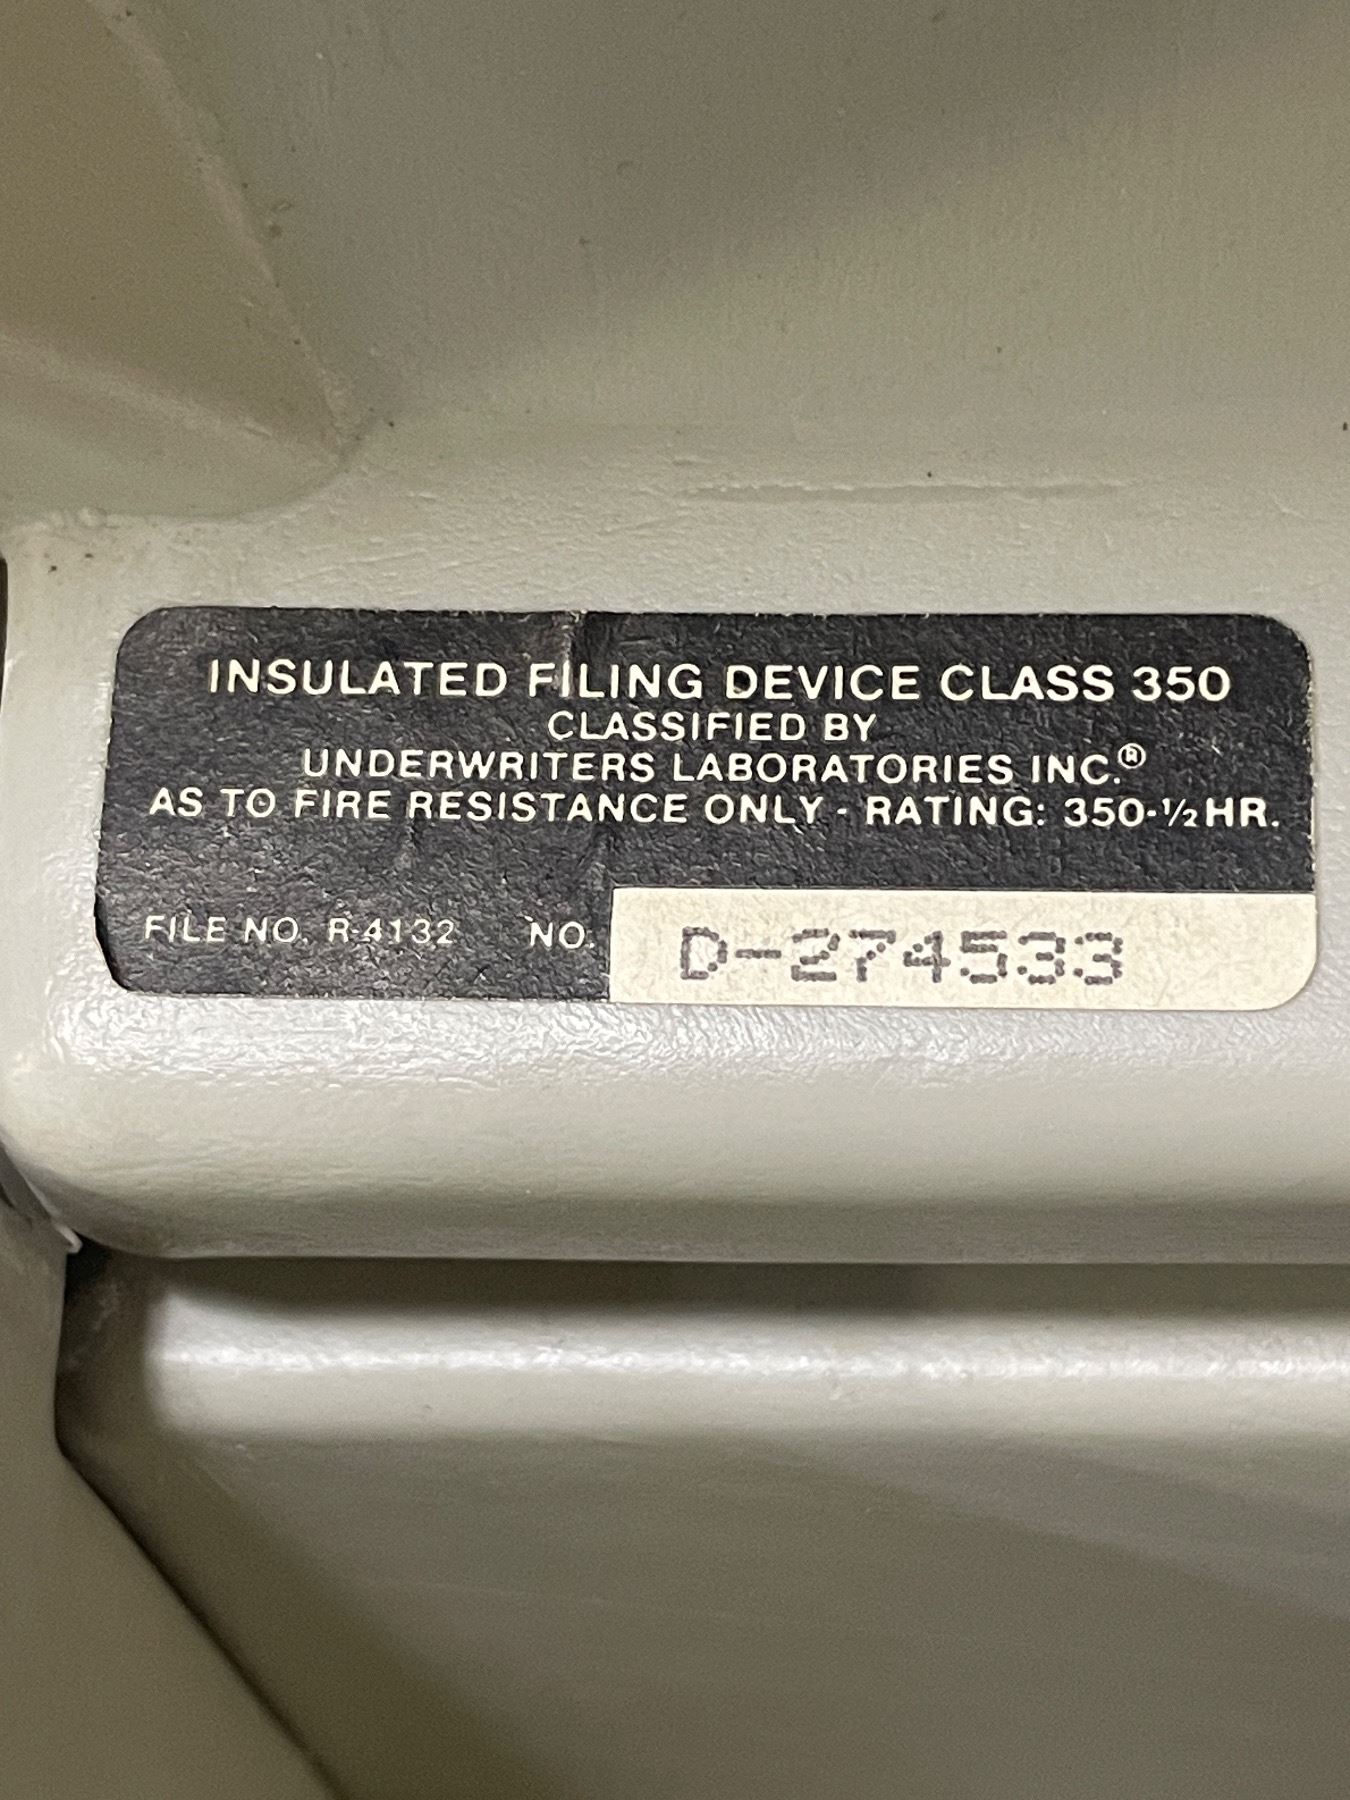 INSULATED FILING DEVICE CLASS 350
CLASSIFIED BY
UNDERWRITERS LABORATORIES INC.®
AS TO FIRE RESISTANCE ONLY - RATING: 350-½HR.
FILE NO. R-4132 NO. D-274533